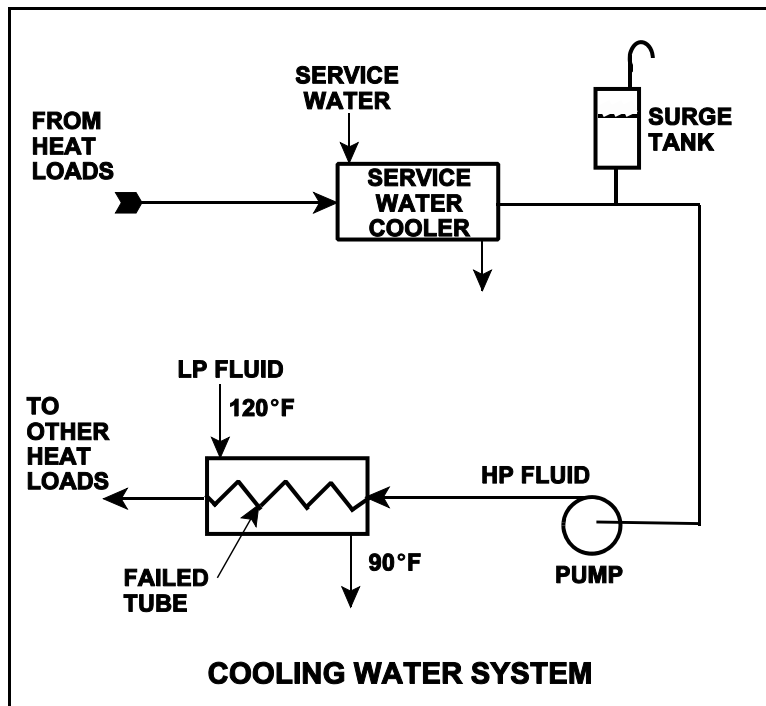 SERVICE
WATER
FROM
HEAT
LOADS
SURGE
TANK
SERVICE
WATER
COOLER
LP FLUID
120°F
TO
OTHER
HEAT
LOADS
HP FLUID
90°F
PUMP
FAILED
TUBE
COOLING WATER SYSTEM